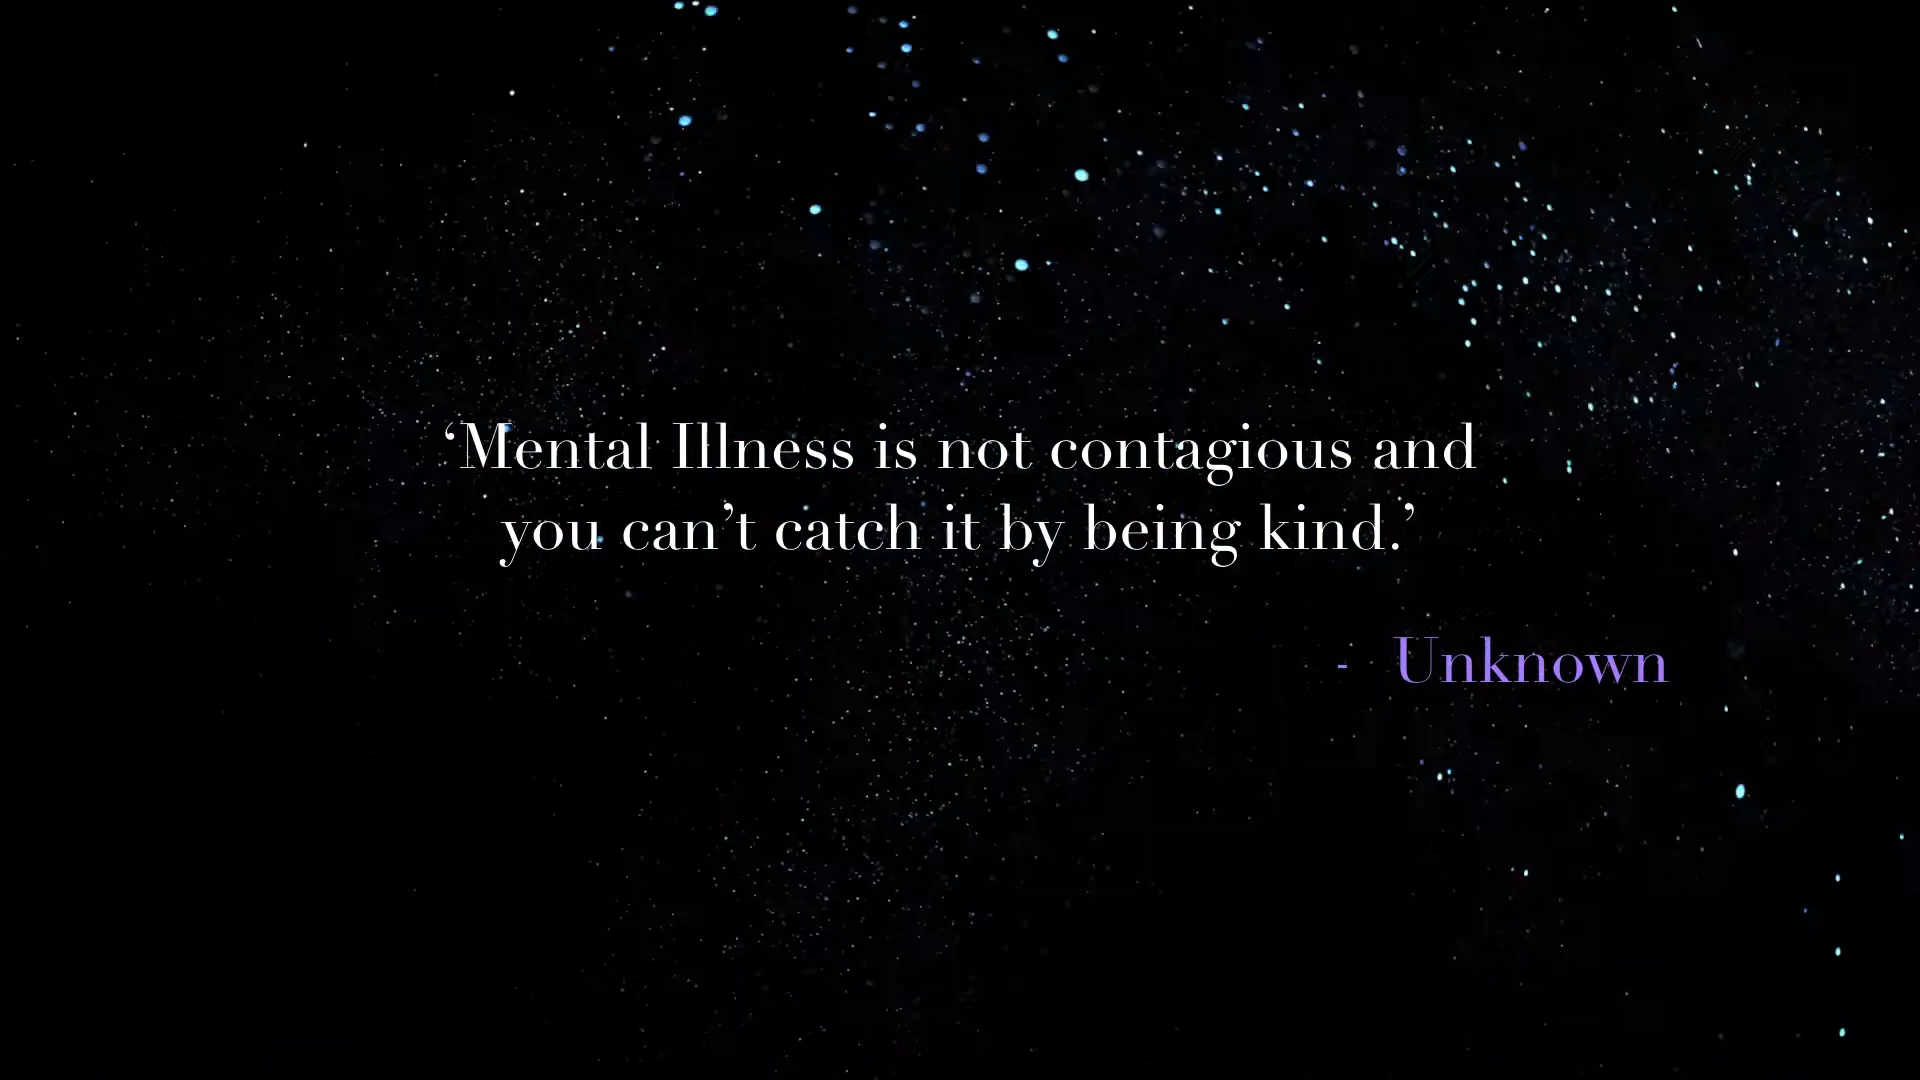 ‘Mental Illness is not contagious and
you can’t catch it by being kind.’
- Unknown